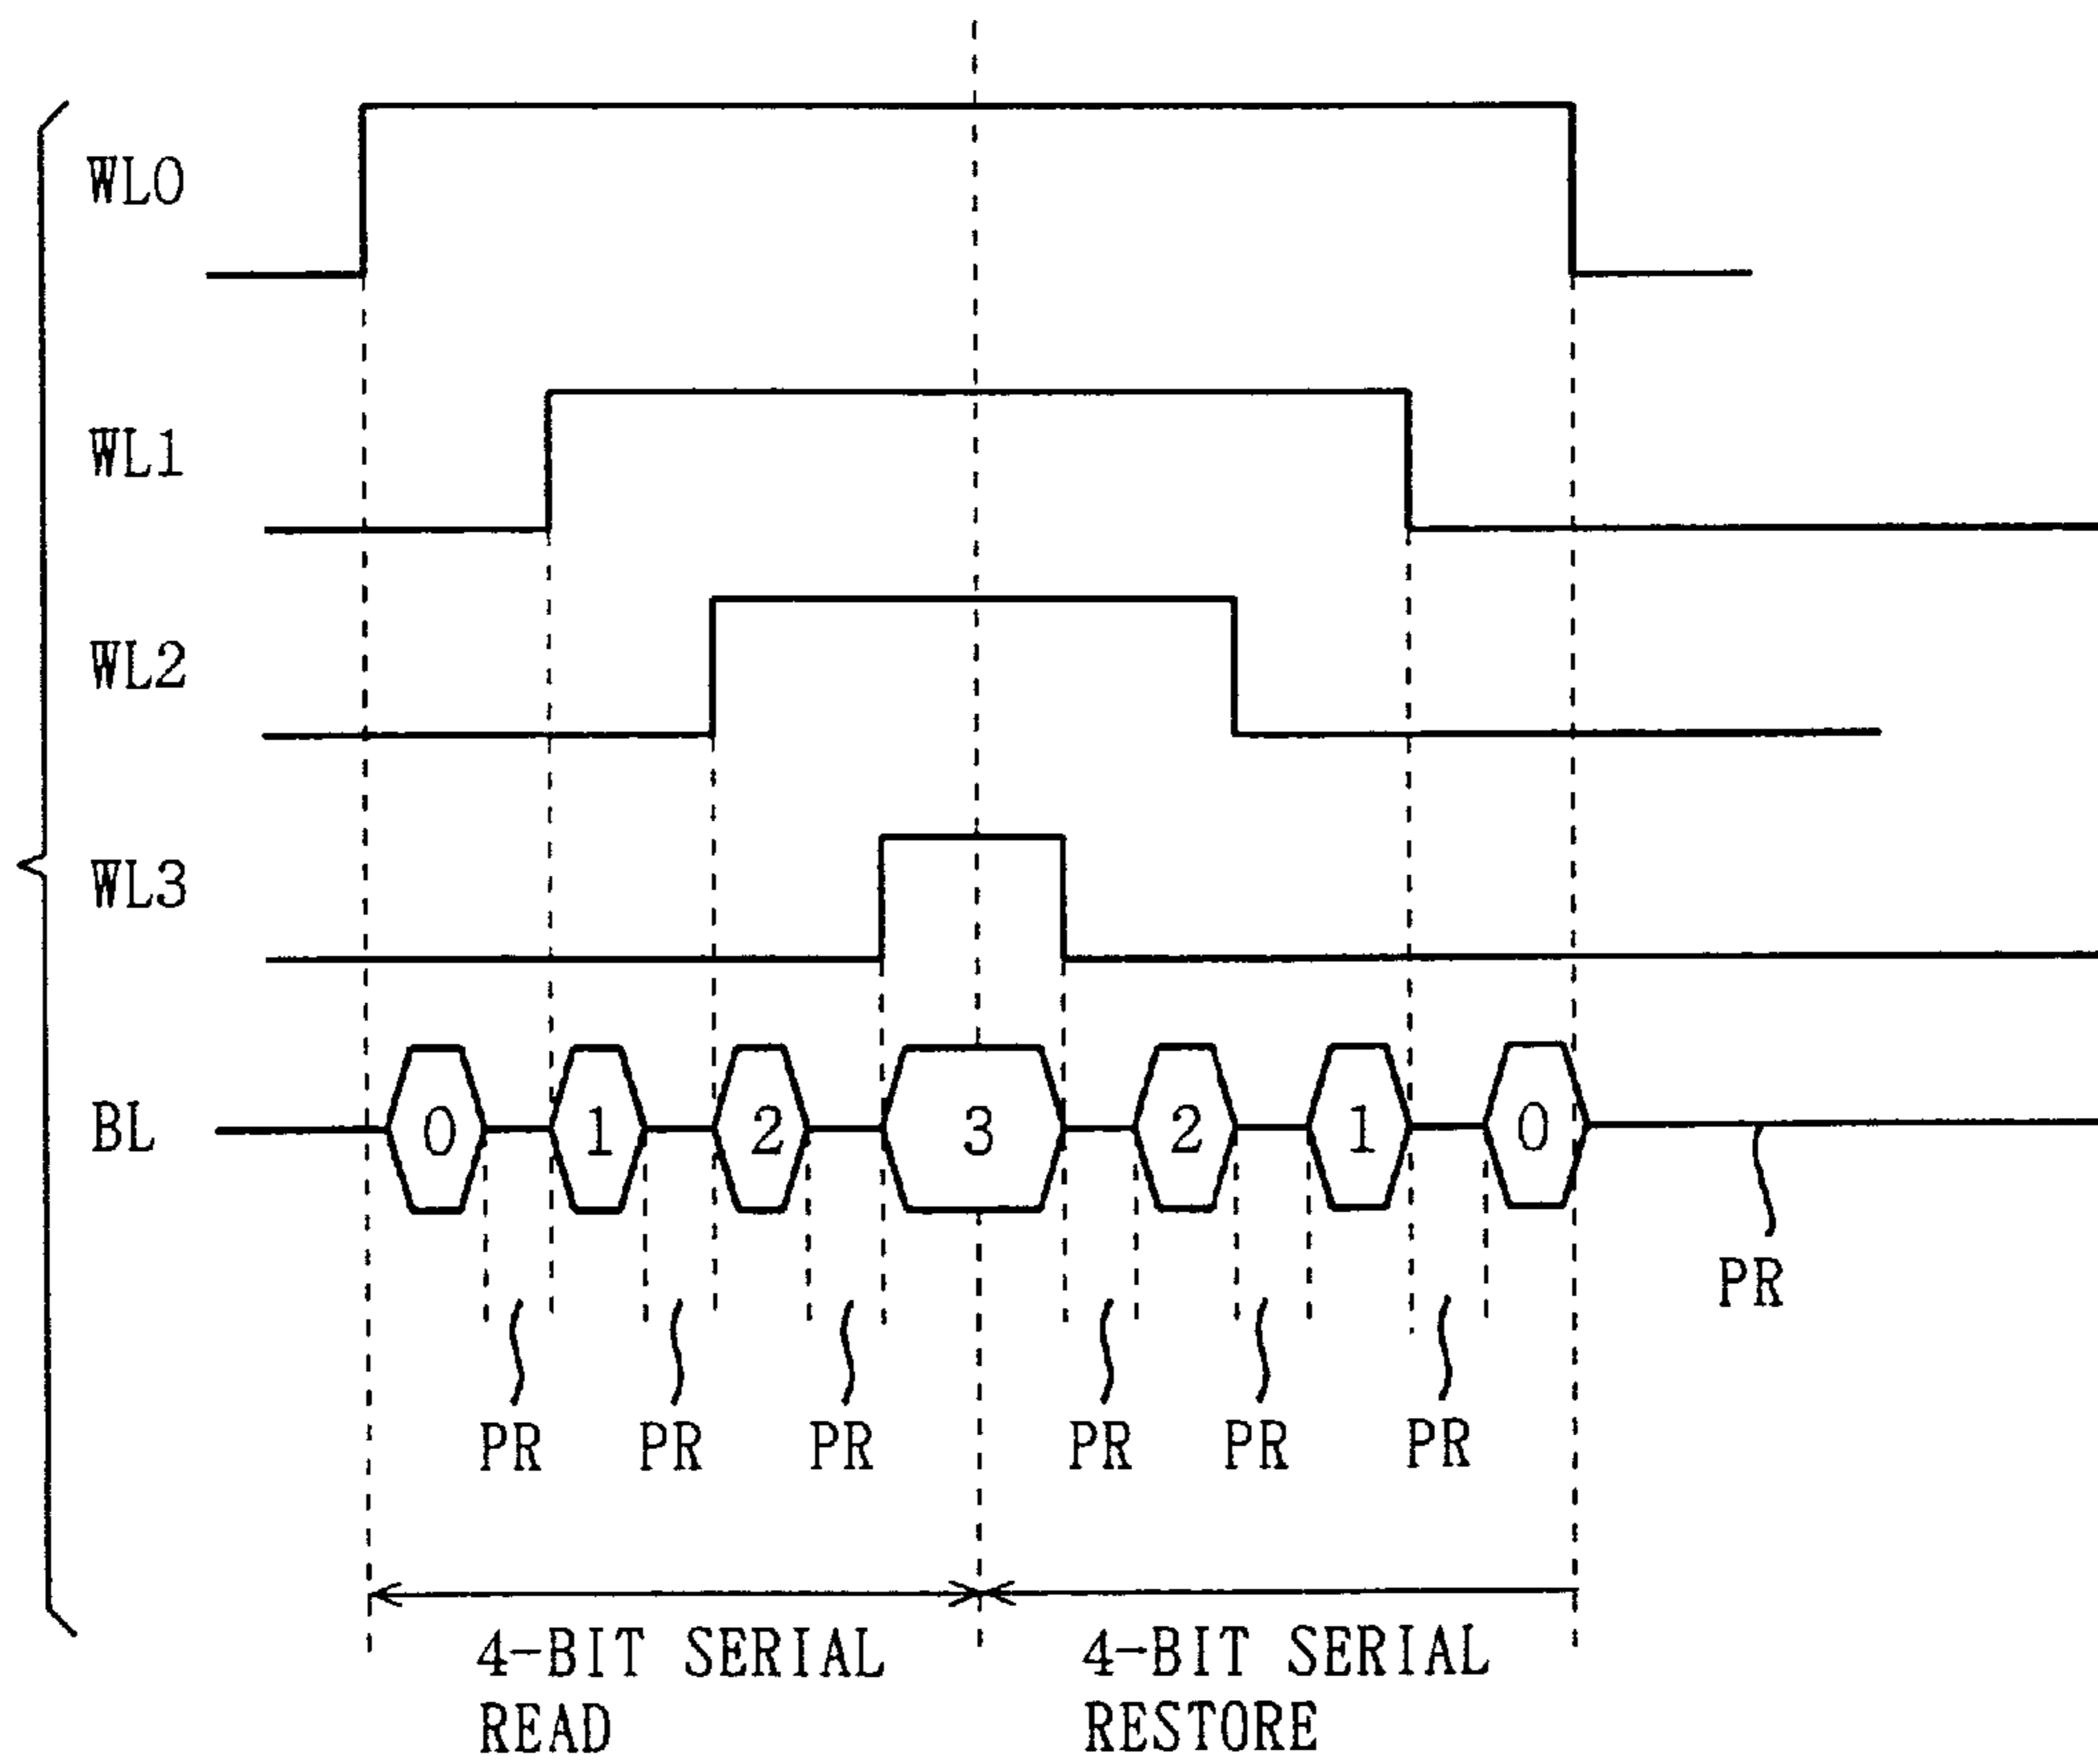 WL0
WL1
WL2
WL3
BL
0 1 2 3 2 1 0
PR
PR PR PR PR PR PR
4-BIT SERIAL READ
4-BIT SERIAL RESTORE